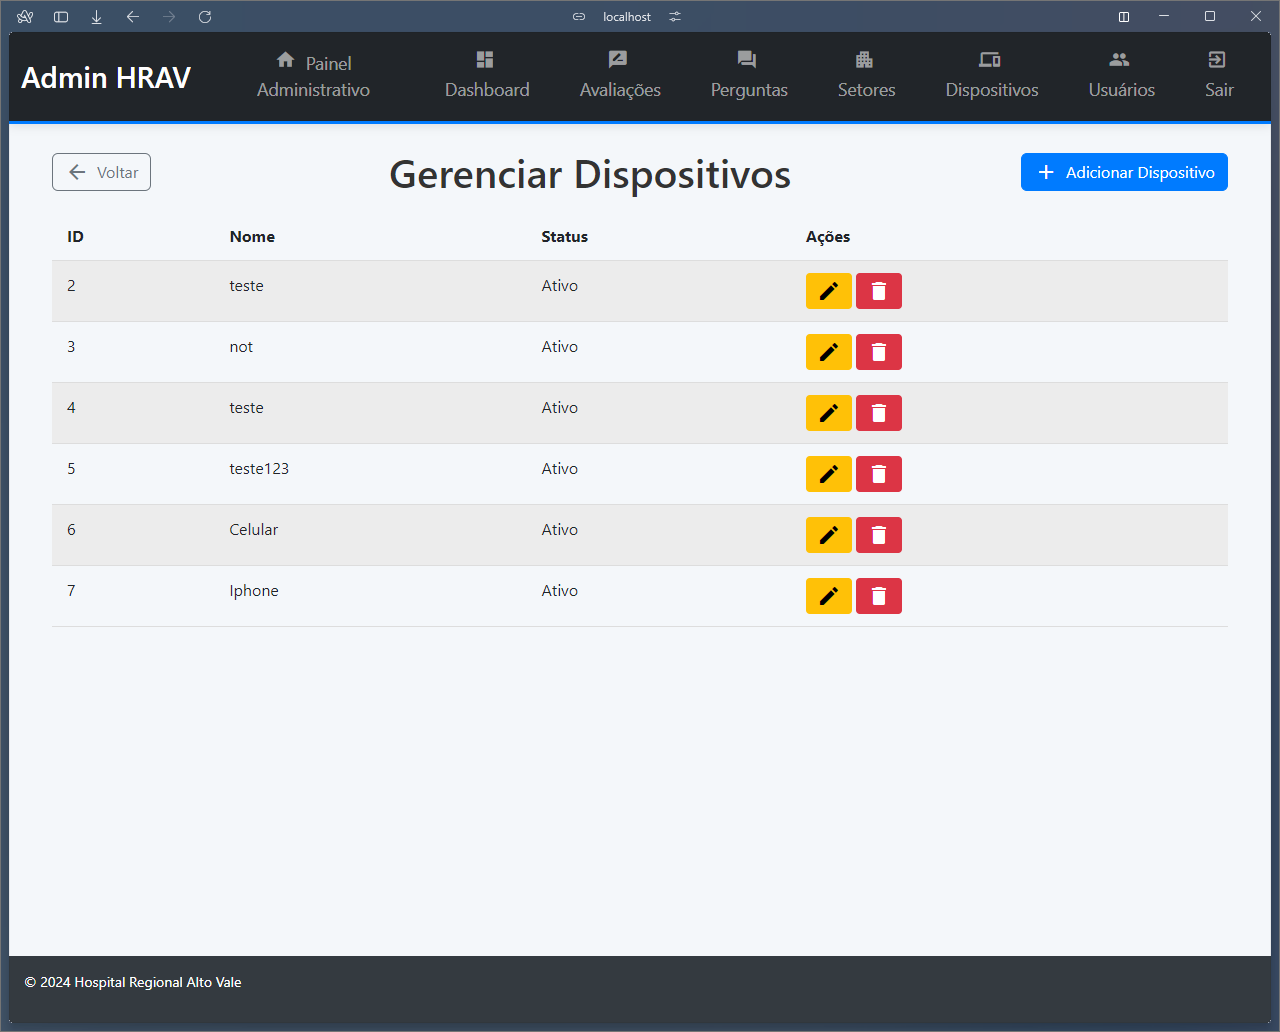 localhost
Admin HRAV
Painel
Administrativo
Dashboard
Avaliações
Perguntas
Setores
Dispositivos
Usuários
Sair
Voltar
Gerenciar Dispositivos
Adicionar Dispositivo
ID Nome Status Ações
2 teste Ativo
3 not Ativo
4 teste Ativo
5 teste123 Ativo
6 Celular Ativo
7 Iphone Ativo
© 2024 Hospital Regional Alto Vale